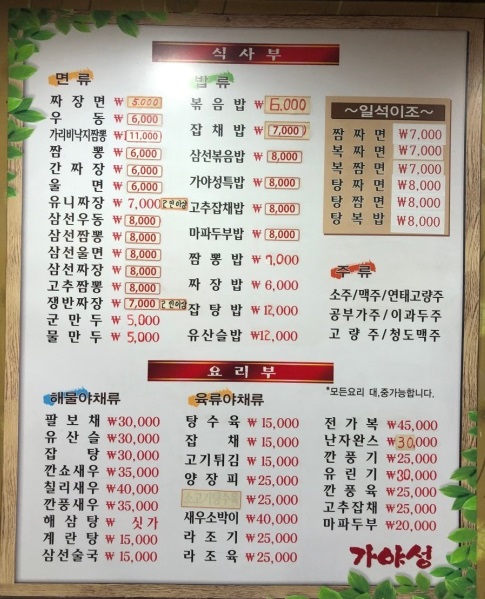 식사부
면류
짜장면 ₩ 5,000
우동 ₩ 6,000
가리비낙지짬뽕 ₩ 11,000
짬뽕 ₩ 6,000
간짜장 ₩ 6,000
울면 ₩ 6,000
유니짜장 ₩ 7,000 2인이상
삼선우동 ₩ 8,000
삼선짬뽕 ₩ 8,000
삼선울면 ₩ 8,000
삼선짜장 ₩ 8,000
고추짬뽕 ₩ 8,000
쟁반짜장 ₩ 7,000 2인이상
군만두 ₩ 5,000
물만두 ₩ 5,000
밥류
볶음밥 ₩ 6,000
잡채밥 ₩ 7,000
삼선볶음밥 ₩ 8,000
가야성특밥 ₩ 8,000
고추잡채밥 ₩ 8,000
마파두부밥 ₩ 8,000
짬뽕밥 ₩ 7,000
짜장밥 ₩ 6,000
잡탕밥 ₩ 12,000
유산슬밥 ₩12,000
~일석이조~
짬짜면 ₩7,000
볶짜면 ₩7,000
볶짬면 ₩7,000
탕짜면 ₩8,000
탕짬면 ₩8,000
탕볶밥 ₩8,000
주류
소주/맥주/연태고량주
공부가주/이과두주
고량주/청도맥주
요리부
*모든요리 대,중가능합니다.
해물야채류
팔보채 ₩30,000
유산슬 ₩30,000
잡탕 ₩30,000
깐쇼새우 ₩35,000
칠리새우 ₩40,000
깐풍새우 ₩35,000
해삼탕 ₩ 싯가
계란탕 ₩15,000
삼선술국 ₩15,000
육류야채류
탕수육 ₩15,000
잡채 ₩15,000
고기튀김 ₩15,000
양장피 ₩25,000
소고기탕수육 ₩25,000
새우소박이 ₩40,000
라조기 ₩25,000
라조육 ₩25,000
전가복 ₩45,000
난자완스 ₩30,000
깐풍기 ₩25,000
유린기 ₩30,000
깐풍육 ₩25,000
고추잡채 ₩25,000
마파두부 ₩20,000
가야성